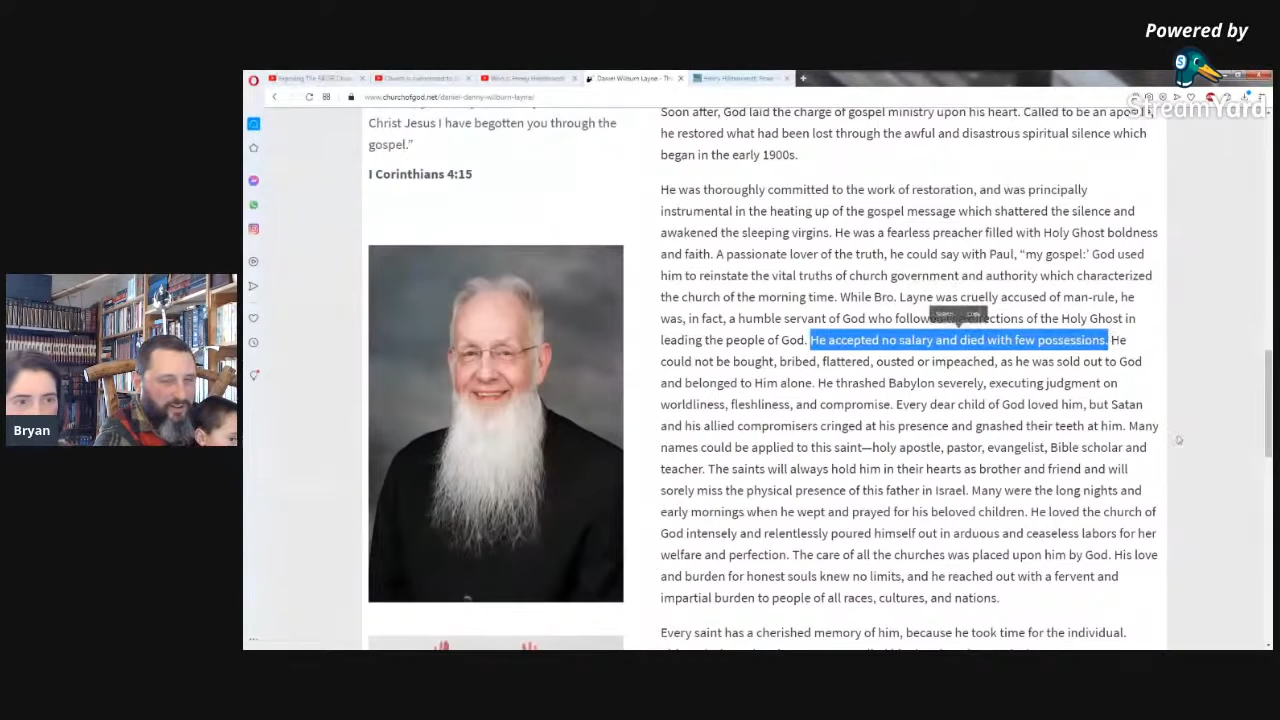 Powered by
StreamYard
Exposing The
Who is Henry Hildebrandt
Daniel Wilburn Layne - Th
www.churchofgod.net/daniel-danny-wilburn-layne/
Christ Jesus I have begotten you through the
gospel.”
I Corinthians 4:15
Soon after, God laid the charge of gospel ministry upon his heart. Called to be an
he restored what had been lost through the awful and disastrous spiritual silence which
began in the early 1900s.
He was thoroughly committed to the work of restoration, and was principally
instrumental in the heating up of the gospel message which shattered the silence and
awakened the sleeping virgins. He was a fearless preacher filled with Holy Ghost boldness
and faith. A passionate lover of the truth, he could say with Paul, “my gospel:’ God used
him to reinstate the vital truths of church government and authority which characterized
the church of the morning time. While Bro. Layne was cruelly accused of man-rule, he
was, in fact, a humble servant of God who followed directions of the Holy Ghost in
leading the people of God. He accepted no salary and died with few possessions. He
could not be bought, bribed, flattered, ousted or impeached, as he was sold out to God
and belonged to Him alone. He thrashed Babylon severely, executing judgment on
worldliness, fleshliness, and compromise. Every dear child of God loved him, but Satan
and his allied compromisers cringed at his presence and gnashed their teeth at him. Many
names could be applied to this saint—holy apostle, pastor, evangelist, Bible scholar and
teacher. The saints will always hold him in their hearts as brother and friend and will
sorely miss the physical presence of this father in Israel. Many were the long nights and
early mornings when he wept and prayed for his beloved children. He loved the church of
God intensely and relentlessly poured himself out in arduous and ceaseless labors for her
welfare and perfection. The care of all the churches was placed upon him by God. His love
and burden for honest souls knew no limits, and he reached out with a fervent and
impartial burden to people of all races, cultures, and nations.
Every saint has a cherished memory of him, because he took time for the individual.
Bryan